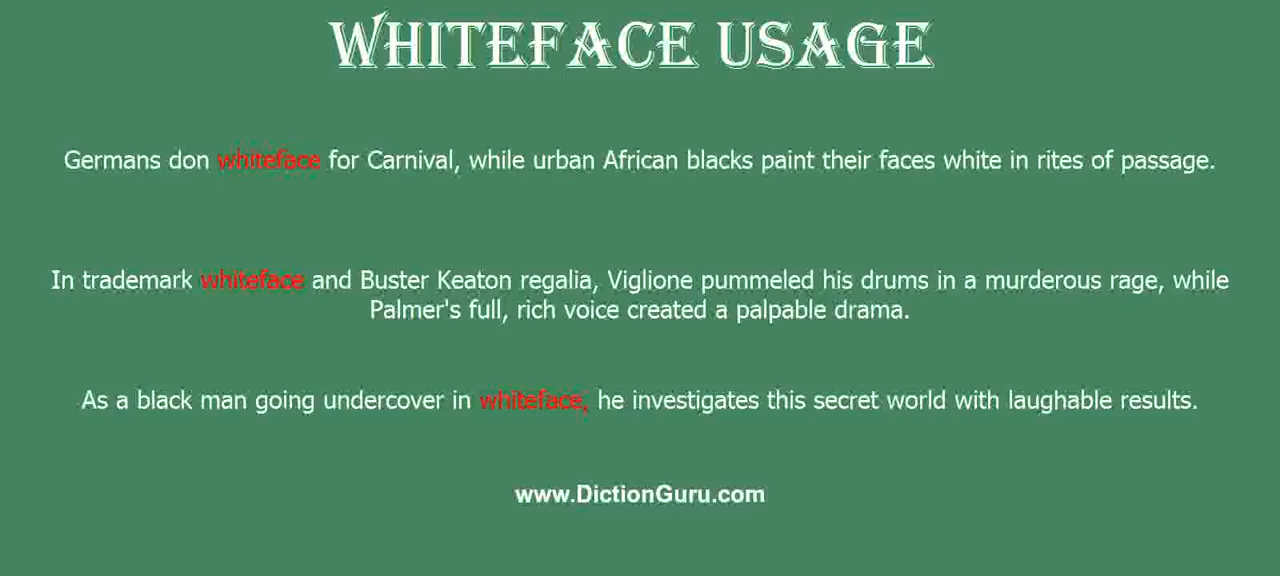 WHITEFACE USAGE
Germans don whiteface for Carnival, while urban African blacks paint their faces white in rites of passage.
In trademark whiteface and Buster Keaton regalia, Viglione pummeled his drums in a murderous rage, while
Palmer's full, rich voice created a palpable drama.
As a black man going undercover in whiteface, he investigates this secret world with laughable results.
www.DictionGuru.com